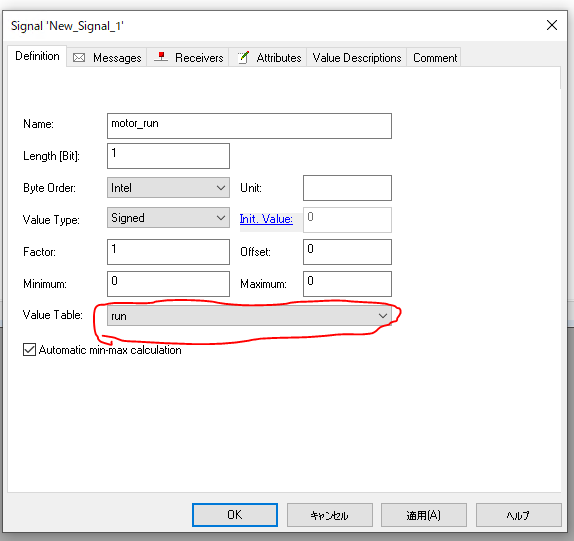 Signal 'New_Signal_1'
Definition Messages Receivers Attributes Value Descriptions Comment
Name: motor_run
Length [Bit]: 1
Byte Order: Intel Unit:
Value Type: Signed Init. Value: 0
Factor: 1 Offset: 0
Minimum: 0 Maximum: 0
Value Table: run
Automatic min-max calculation
OK キャンセル 適用(A) ヘルプ